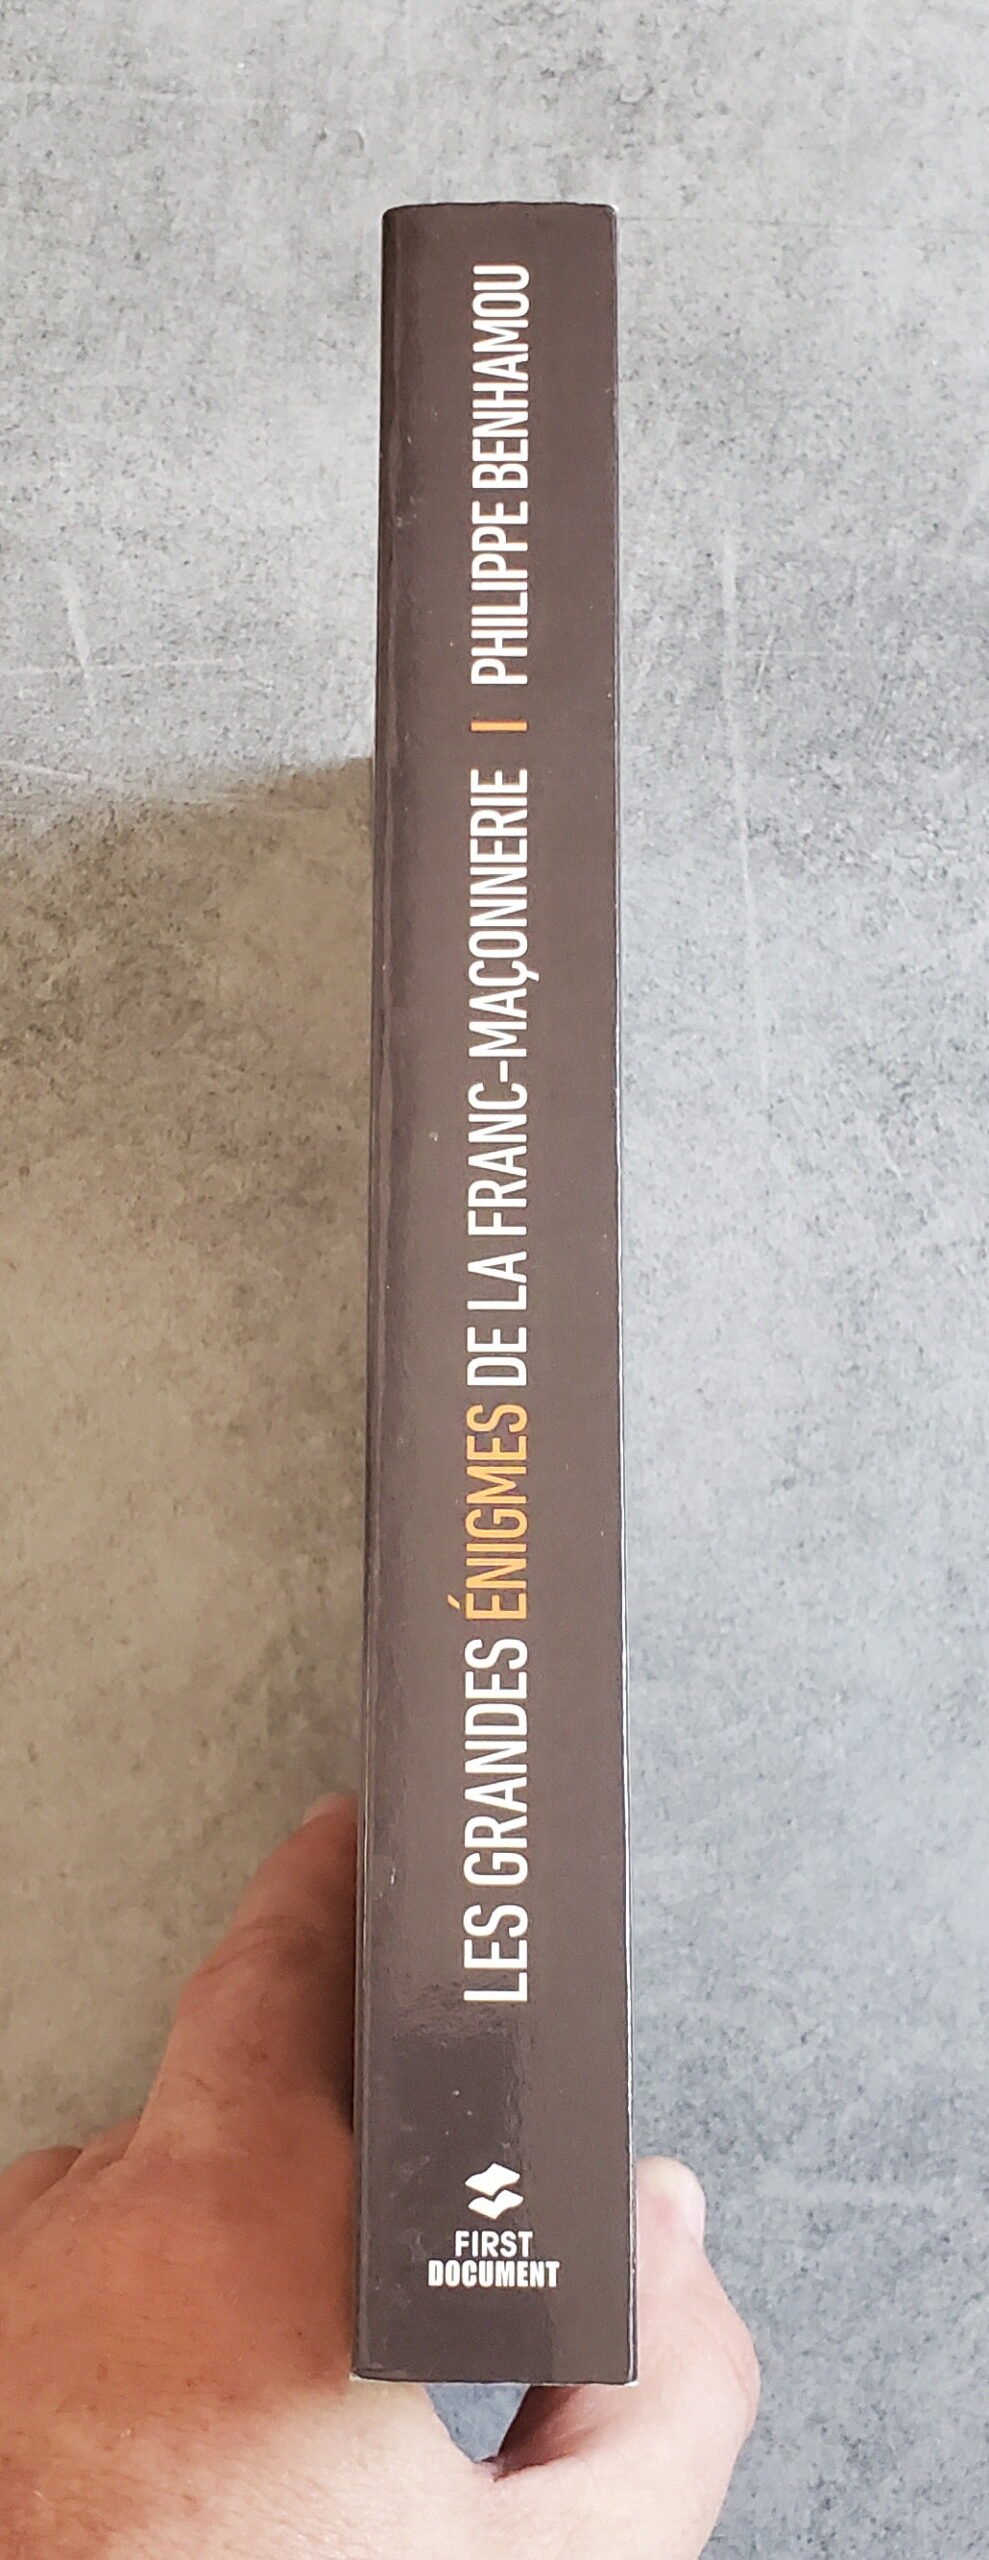 LES GRANDES ÉNIGMES DE LA FRANC-MAÇONNERIE | PHILIPPE BENHAMOU
FIRST
DOCUMENT